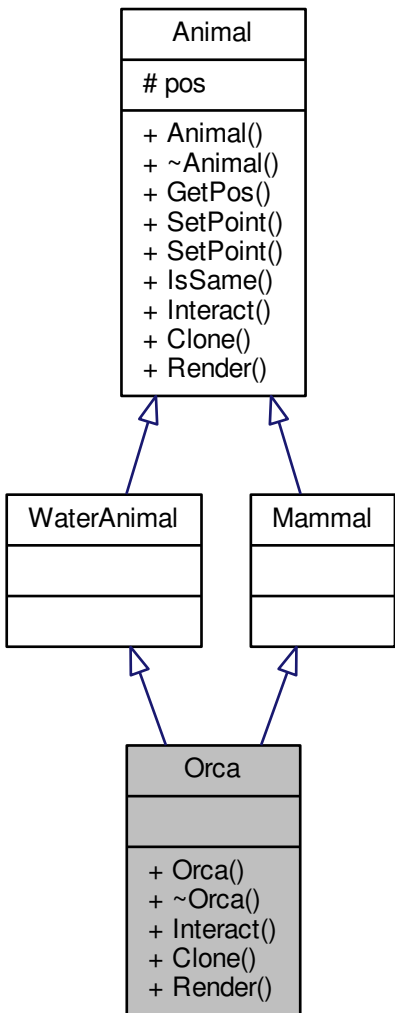 Animal
# pos
+ Animal()
+ ~Animal()
+ GetPos()
+ SetPoint()
+ SetPoint()
+ IsSame()
+ Interact()
+ Clone()
+ Render()
WaterAnimal
Mammal
Orca
+ Orca()
+ ~Orca()
+ Interact()
+ Clone()
+ Render()